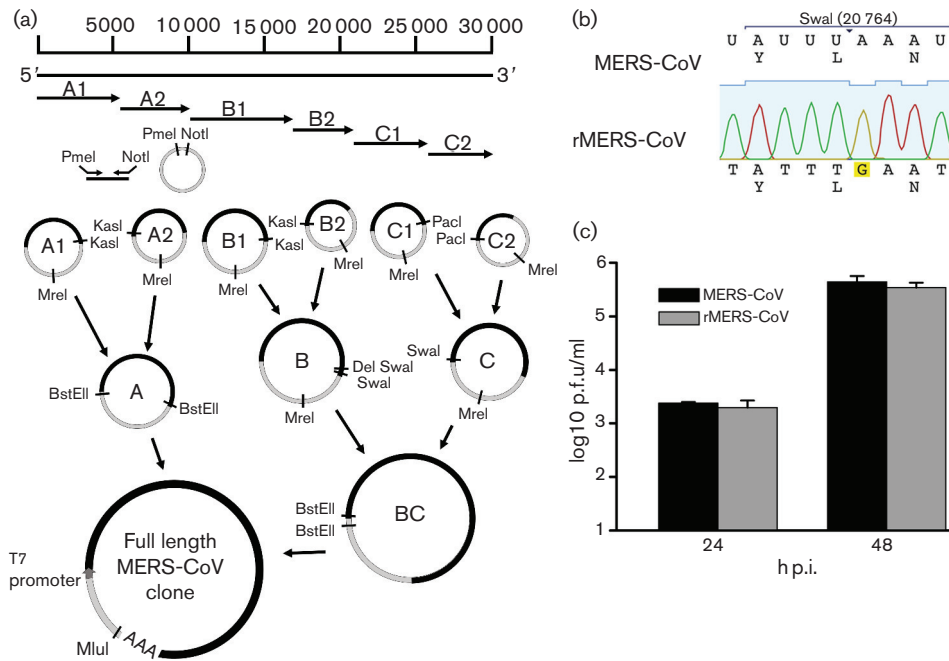 (a)
5000 10 000 15 000 20 000 25 000 30 000
5′ 3′
A1
A2
B1
B2
C1
C2
PmeI NotI
PmeI NotI
A1
KasI
KasI
MreI
A2
MreI
B1
KasI
KasI
MreI
B2
MreI
C1
PacI
PacI
MreI
C2
MreI
A
BstEII
BstEII
B
Del SwaI
SwaI
MreI
C
SwaI
MreI
BC
BstEII
BstEII
Full length
MERS-CoV
clone
T7
promoter
MluI
AAA
(b)
SwaI (20 764)
MERS-CoV
U A U U U A A A U
Y L N
rMERS-CoV
T A T T T G A A T
Y L N
(c)
log10 p.f.u/ml
6
5
4
3
2
1
MERS-CoV
rMERS-CoV
24 48
h p.i.